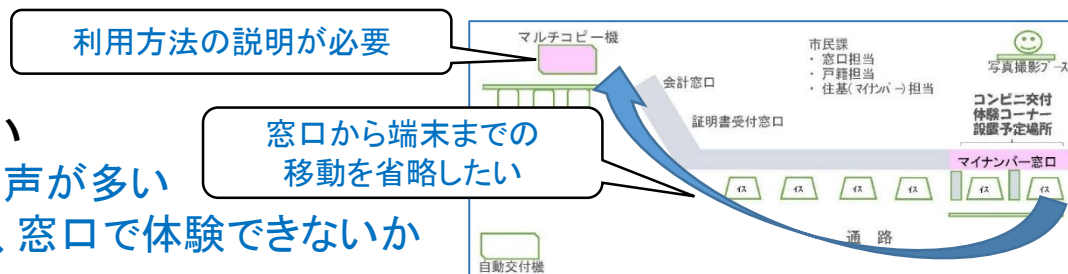 利用方法の説明が必要
い
声が多い
、窓口で体験できないか
窓口から端末までの
移動を省略したい
マルチコピー機
会計窓口
証明書受付窓口
市民課
・窓口担当
・戸籍担当
・住基(マイナンバー)担当
写真撮影ブース
コンビニ交付
体験コーナー
設置予定場所
マイナンバー窓口
イス
イス
イス
イス
イス
イス
通 路
自動交付機